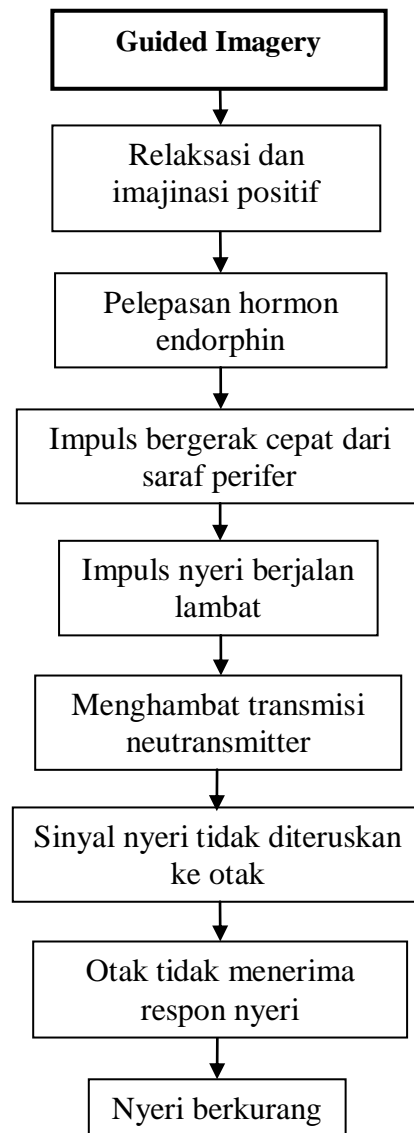 Guided Imagery
Relaksasi dan
imajinasi positif
Pelepasan hormon
endorphin
Impuls bergerak cepat dari
saraf perifer
Impuls nyeri berjalan
lambat
Menghambat transmisi
neutransmitter
Sinyal nyeri tidak diteruskan
ke otak
Otak tidak menerima
respon nyeri
Nyeri berkurang